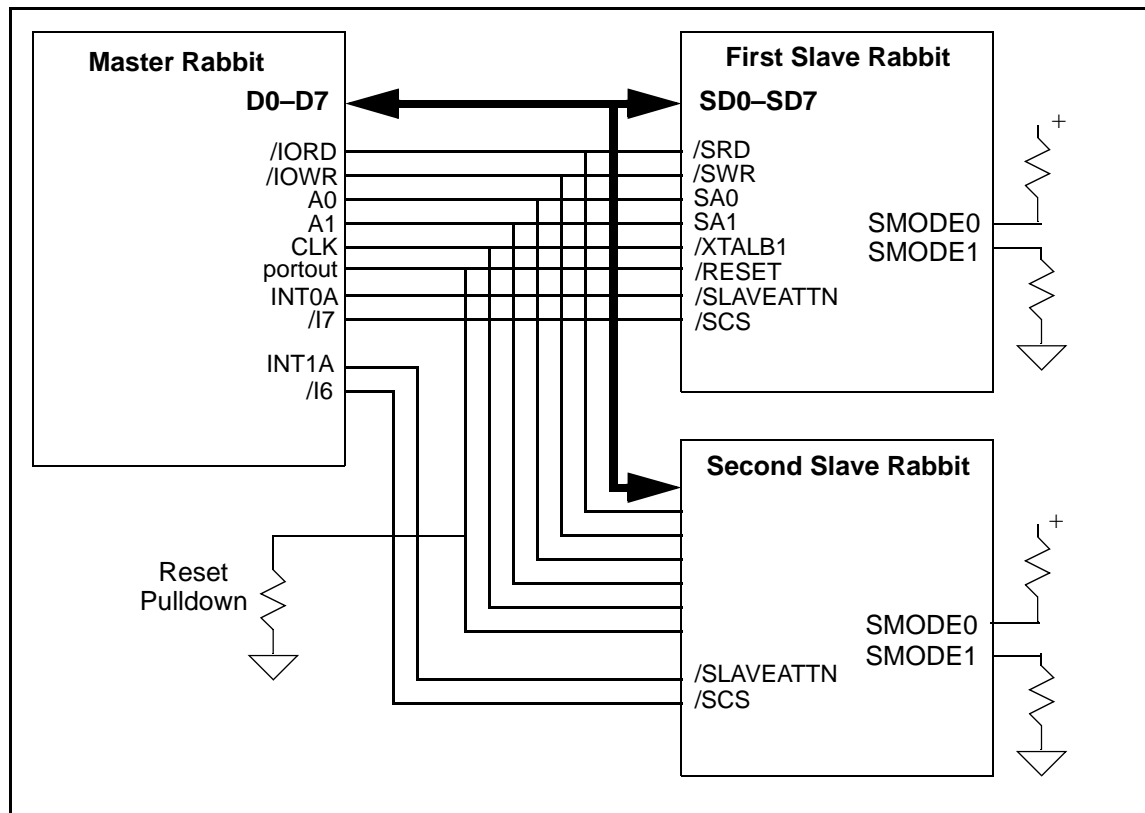 Master Rabbit
D0–D7
/IORD
/IOWR
A0
A1
CLK
portout
INT0A
/I7
INT1A
/I6
First Slave Rabbit
SD0–SD7
/SRD
/SWR
SA0
SA1
/XTALB1
/RESET
/SLAVEATTN
/SCS
SMODE0
SMODE1
+
Second Slave Rabbit
/SLAVEATTN
/SCS
SMODE0
SMODE1
+
Reset
Pulldown